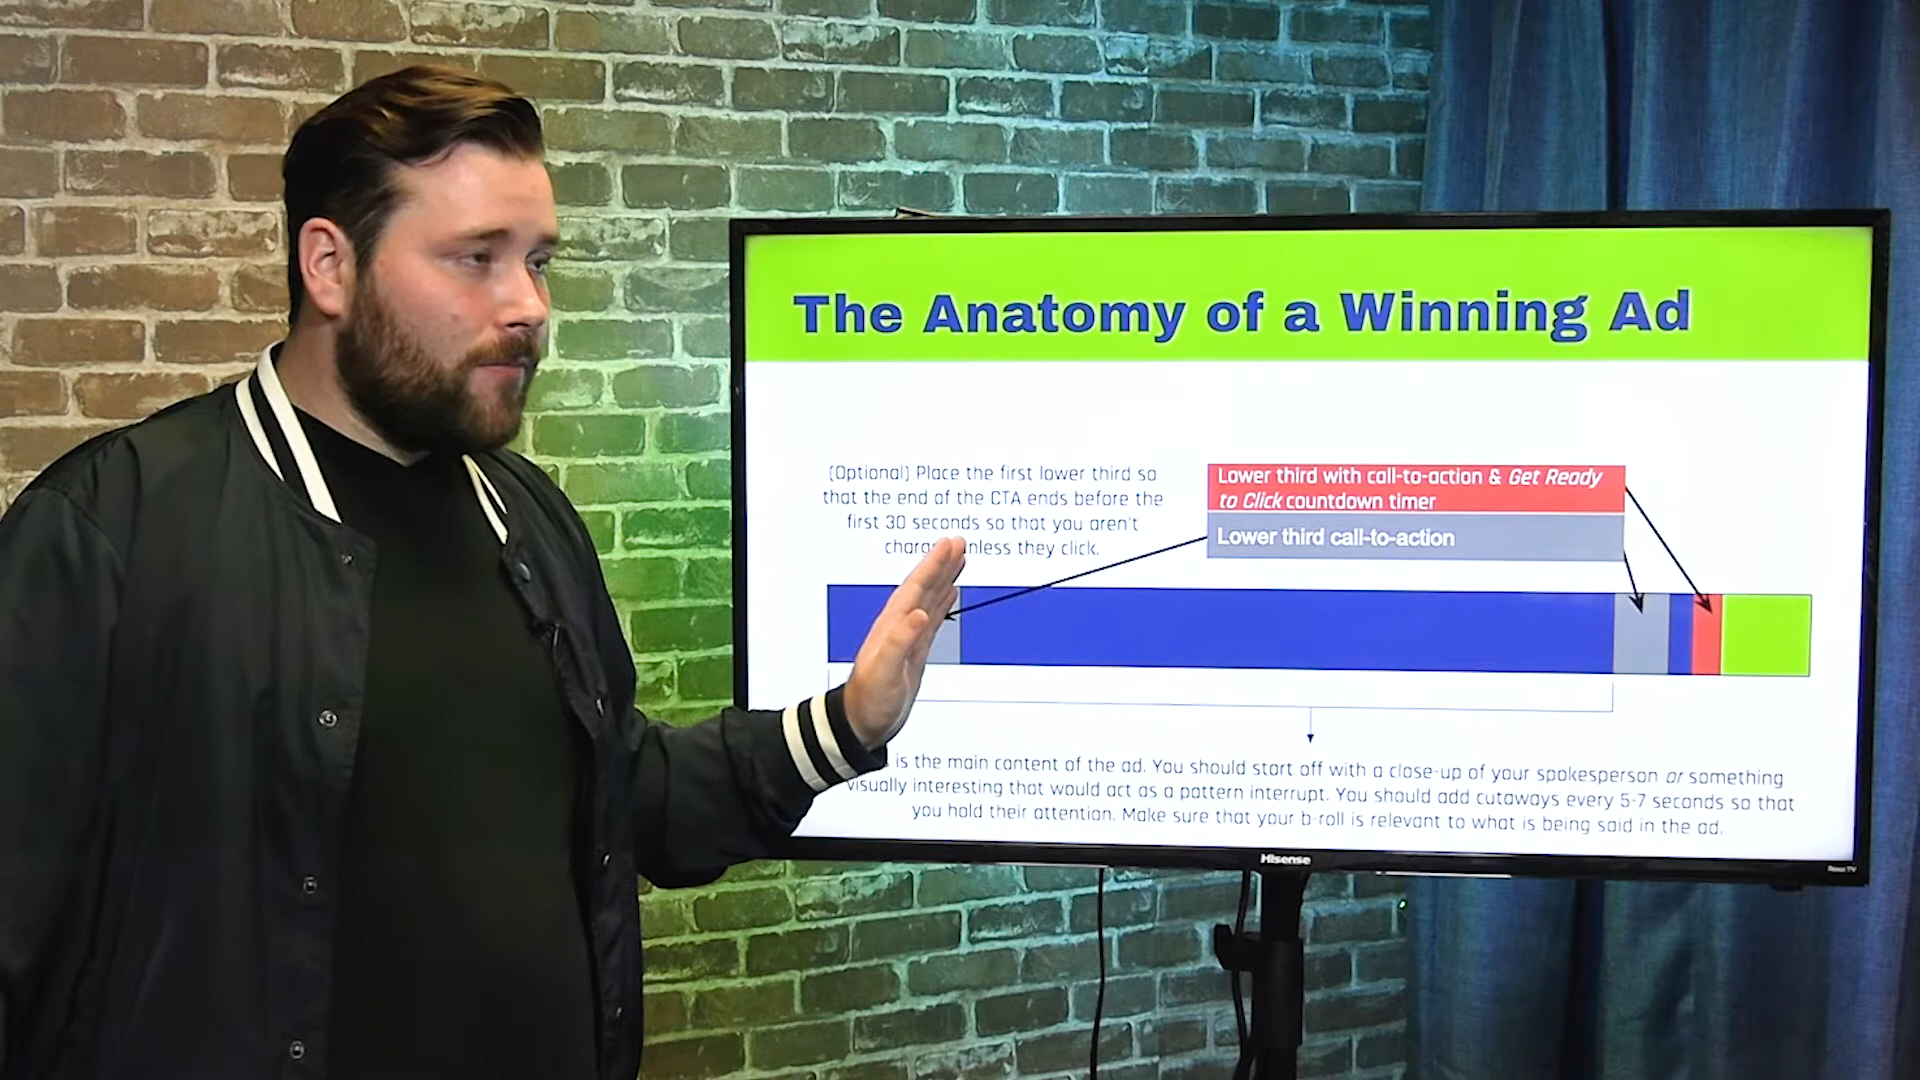 The Anatomy of a Winning Ad
(Optional) Place the first lower third so
that the end of the CTA ends before the
first 30 seconds so that you aren't
unless they click.
Lower third with call-to-action & Get Ready
to Click countdown timer
Lower third call-to-action
is the main content of the ad. You should start off with a close-up of your spokesperson or something
visually interesting that would act as a pattern interrupt. You should add cutaways every 5-7 seconds so that
you hold their attention. Make sure that your b-roll is relevant to what is being said in the ad.
Hisense
Roku TV